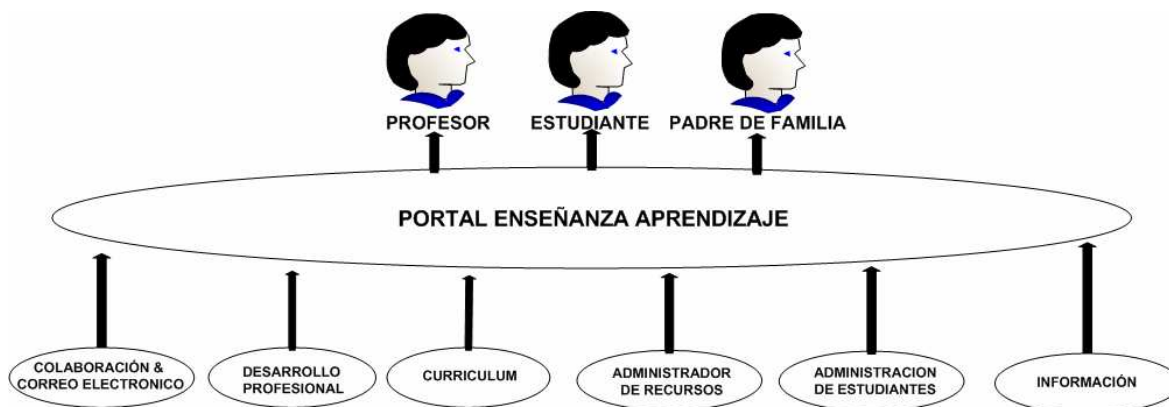 PROFESOR
ESTUDIANTE
PADRE DE FAMILIA
PORTAL ENSEÑANZA APRENDIZAJE
COLABORACIÓN &
CORREO ELECTRONICO
DESARROLLO
PROFESIONAL
CURRICULUM
ADMINISTRADOR
DE RECURSOS
ADMINISTRACION
DE ESTUDIANTES
INFORMACIÓN